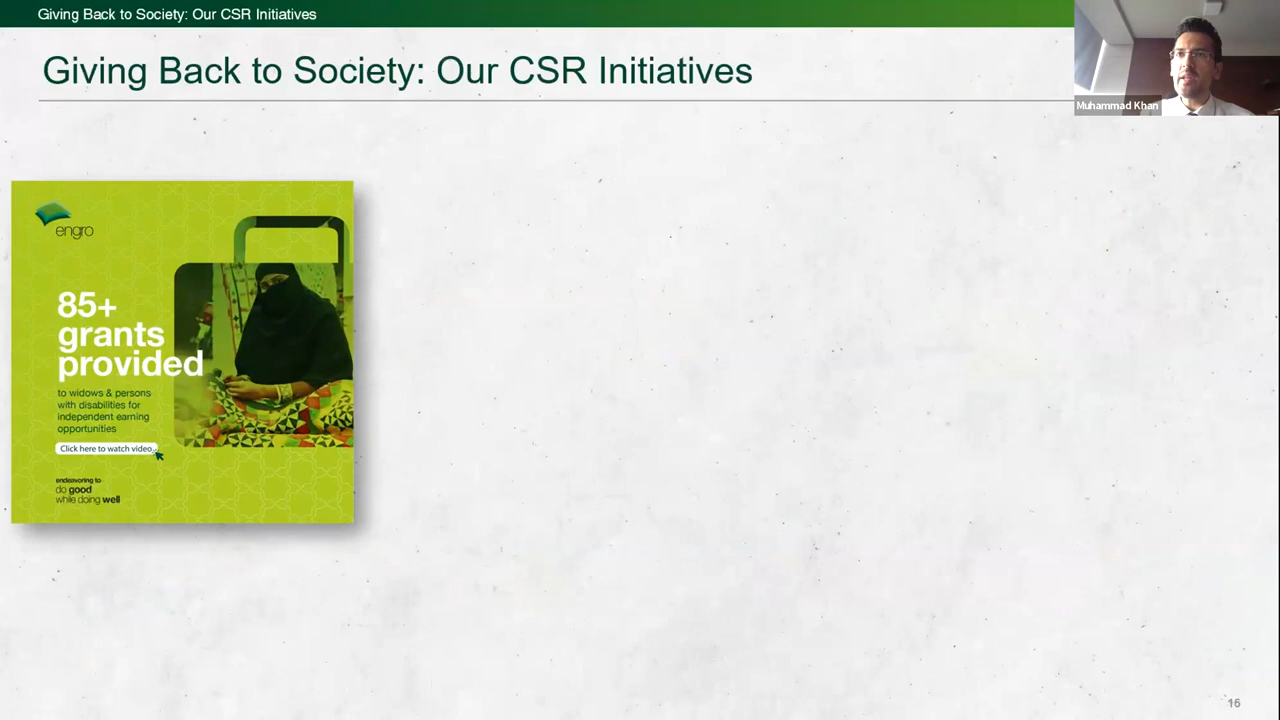 Giving Back to Society: Our CSR Initiatives
Giving Back to Society: Our CSR Initiatives
Muhammad Khan
engro
85+
grants
provided
to widows & persons
with disabilities for
independent earning
opportunities
Click here to watch video
endeavoring to
do good
while doing well
16